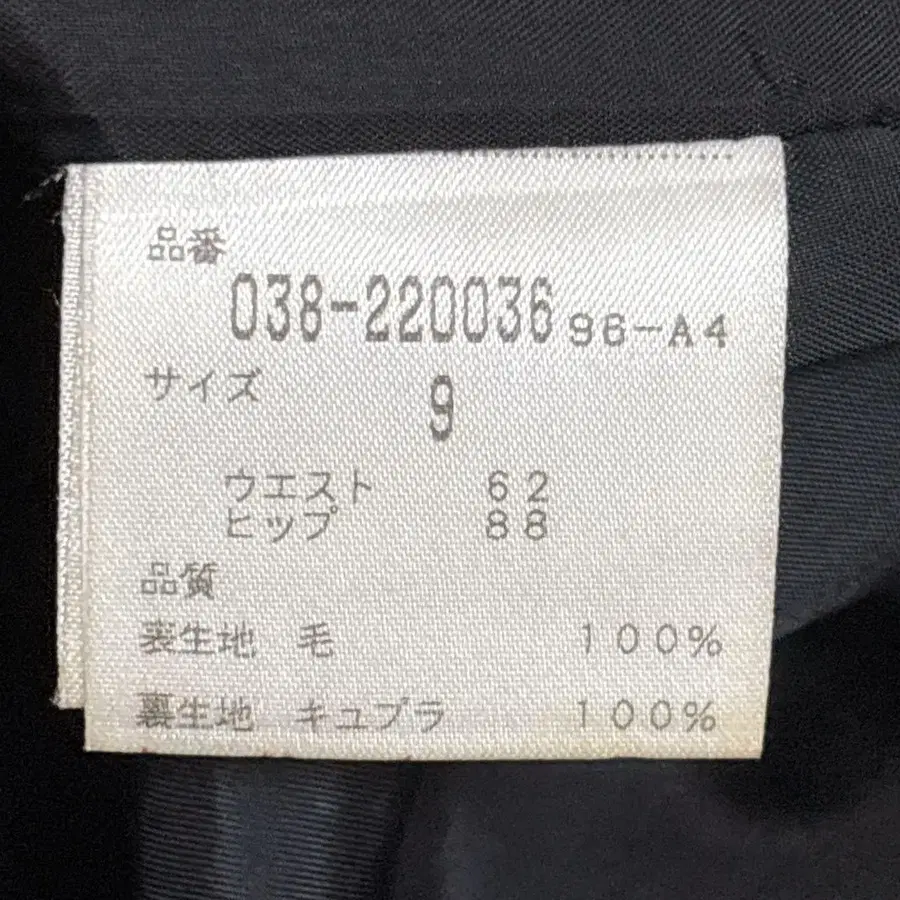 品番
038-220036 96-A4
サイズ 9
ウエスト 62
ヒップ 88
品質
表生地 毛 100%
裏生地 キュプラ 100%